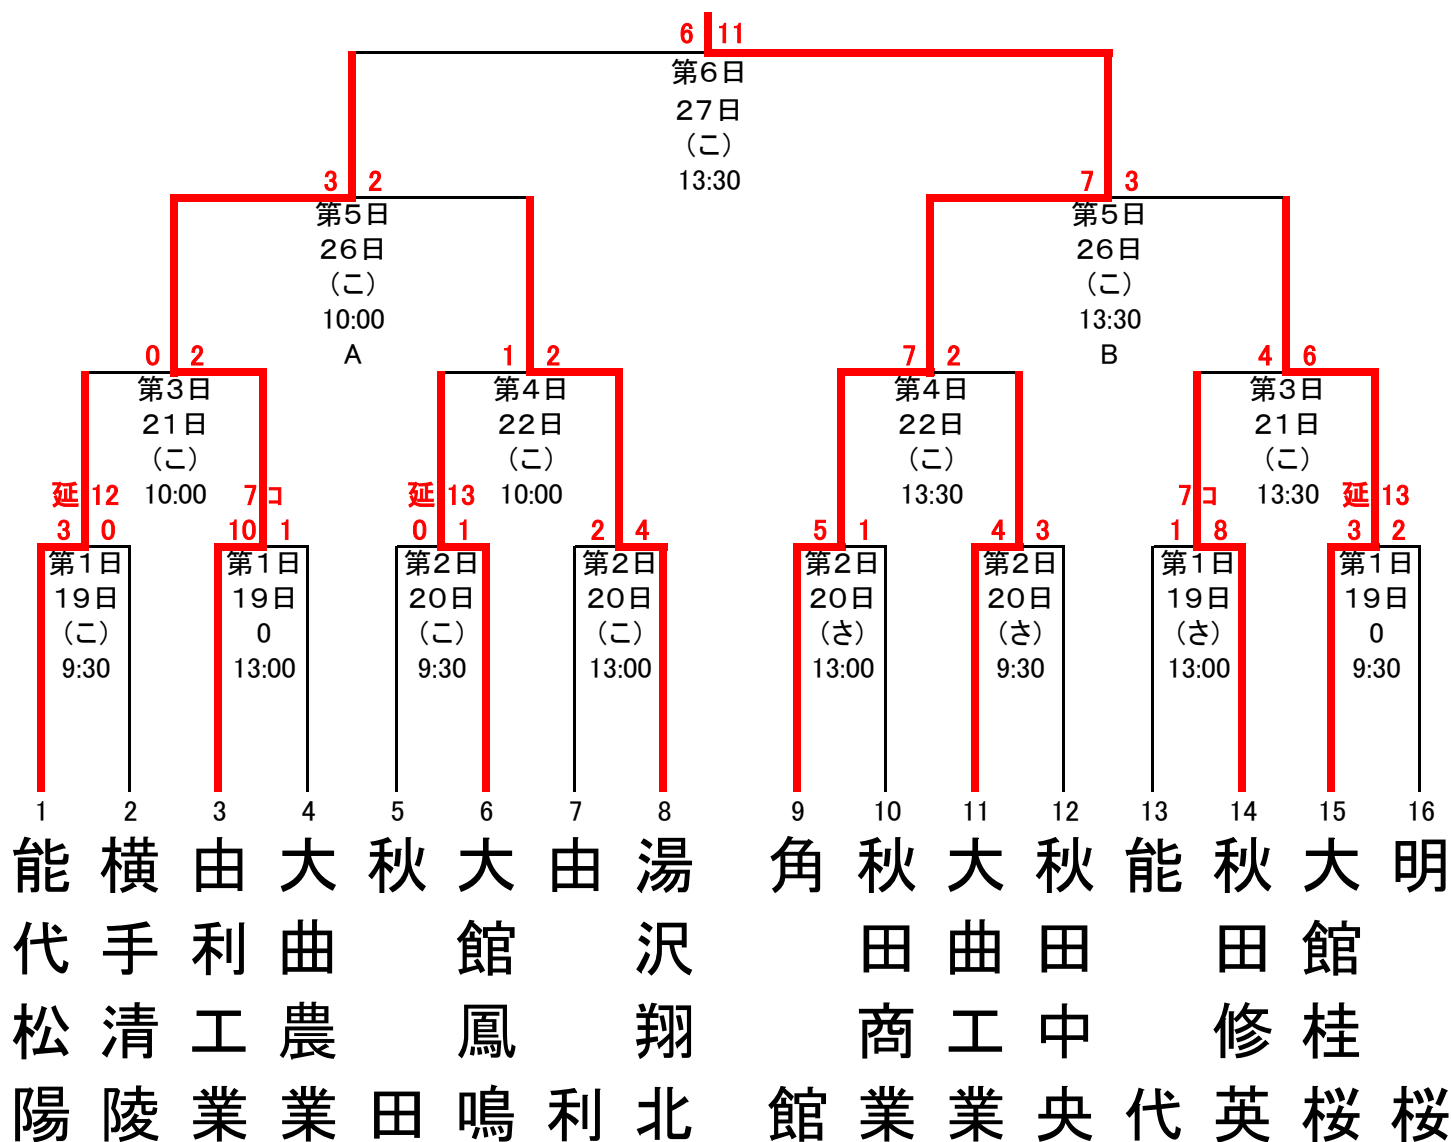 6 11
第6日
27日
（こ）
13:30
3 2
第5日
26日
（こ）
10:00
A
7 3
第5日
26日
（こ）
13:30
B
0 2
第3日
21日
（こ）
10:00
1 2
第4日
22日
（こ）
10:00
7 2
第4日
22日
（こ）
13:30
4 6
第3日
21日
（こ）
13:30
延 12
3 0
第1日
19日
（こ）
9:30
7 コ
10 1
第1日
19日
0
13:00
延 13
0 1
第2日
20日
（こ）
9:30
2 4
第2日
20日
（こ）
13:00
5 1
第2日
20日
（さ）
13:00
4 3
第2日
20日
（さ）
9:30
7 コ
1 8
第1日
19日
（さ）
13:00
延 13
3 2
第1日
19日
0
9:30
1
能代松陽
2
横手清陵
3
由利工業
4
大曲農業
5
秋田
6
大館鳳鳴
7
由利
8
湯沢翔北
9
角館
10
秋田商業
11
大曲工業
12
秋田中央
13
能代
14
秋田修英
15
大館桂桜
16
明桜